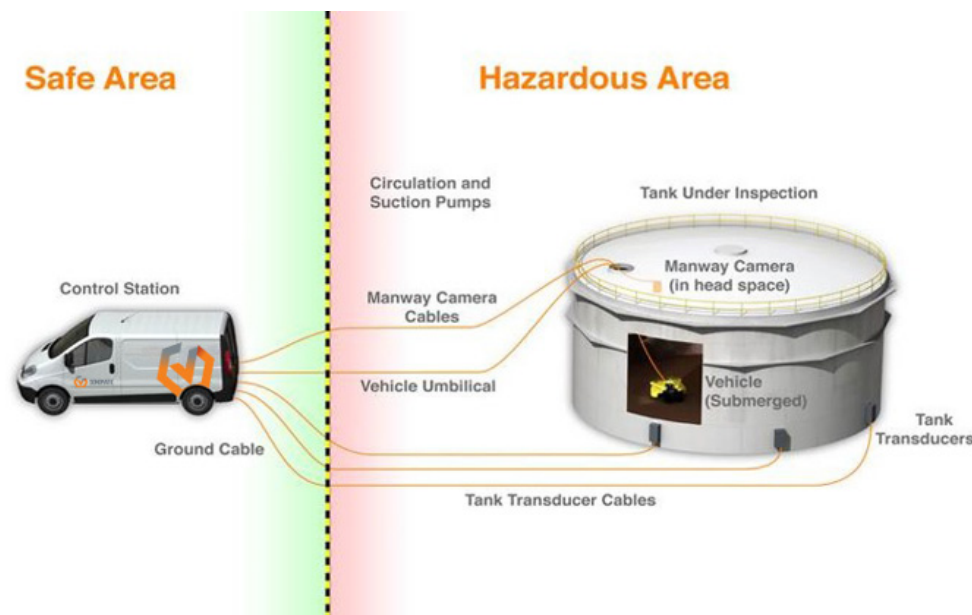 Safe Area
Hazardous Area
Circulation and
Suction Pumps
Tank Under Inspection
Control Station
Manway Camera
Cables
Manway Camera
(in head space)
Vehicle Umbilical
Vehicle
(Submerged)
Ground Cable
Tank
Transducers
Tank Transducer Cables